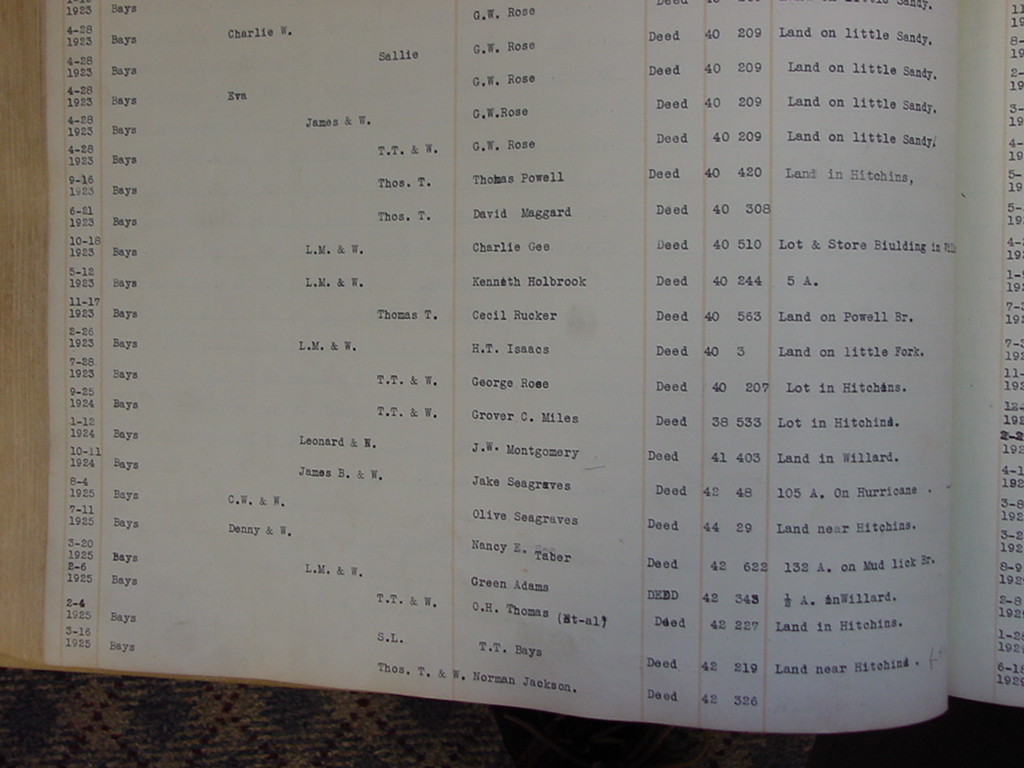 1923
4-28 1923 Bays Charlie W. G.W. Rose Deed 40 Sandy.
4-28 1923 Bays Sallie G.W. Rose Deed 40 209 Land on little Sandy.
4-28 1923 Bays Eva G.W. Rose Deed 40 209 Land on little Sandy.
4-28 1923 Bays James & W. G.W.Rose Deed 40 209 Land on little Sandy.
4-28 1923 Bays T.T. & W. G.W. Rose Deed 40 209 Land on little Sandy.
9-16 1923 Bays Thos. T. Thomas Powell Deed 40 420 Land in Hitchins,
6-21 1923 Bays Thos. T. David Maggard Deed 40 308
10-18 1923 Bays L.M. & W. Charlie Gee Deed 40 510 Lot & Store Biulding in
5-12 1923 Bays L.M. & W. Kenneth Holbrook Deed 40 244 5 A.
11-17 1923 Bays Thomas T. Cecil Rucker Deed 40 563 Land on Powell Br.
2-26 1923 Bays L.M. & W. H.T. Isaacs Deed 40 3 Land on little Fork.
7-28 1923 Bays T.T. & W. George Rose Deed 40 207 Lot in Hitchins.
9-25 1924 Bays T.T. & W. Grover C. Miles Deed 38 533 Lot in Hitchins.
1-12 1924 Bays Leonard & N. J.W. Montgomery Deed 41 403 Land in Willard.
10-11 1924 Bays James B. & W. Jake Seagraves Deed 42 48 105 A. On Hurricane .
8-4 1925 Bays C.W. & W. Olive Seagraves Deed 44 29 Land near Hitchins.
7-11 1925 Bays Denny & W. Nancy E. Taber Deed 42 622 132 A. on Mud lick Br.
3-20 1925 Bays L.M. & W. Green Adams DEED 42 343 ½ A. inWillard.
2-6 1925 Bays T.T. & W. O.H. Thomas (Et-al) Deed 42 227 Land in Hitchins.
2-4 1925 Bays S.L. T.T. Bays Deed 42 219 Land near Hitchins .
3-16 1925 Bays Thos. T. & W. Norman Jackson. Deed 42 326